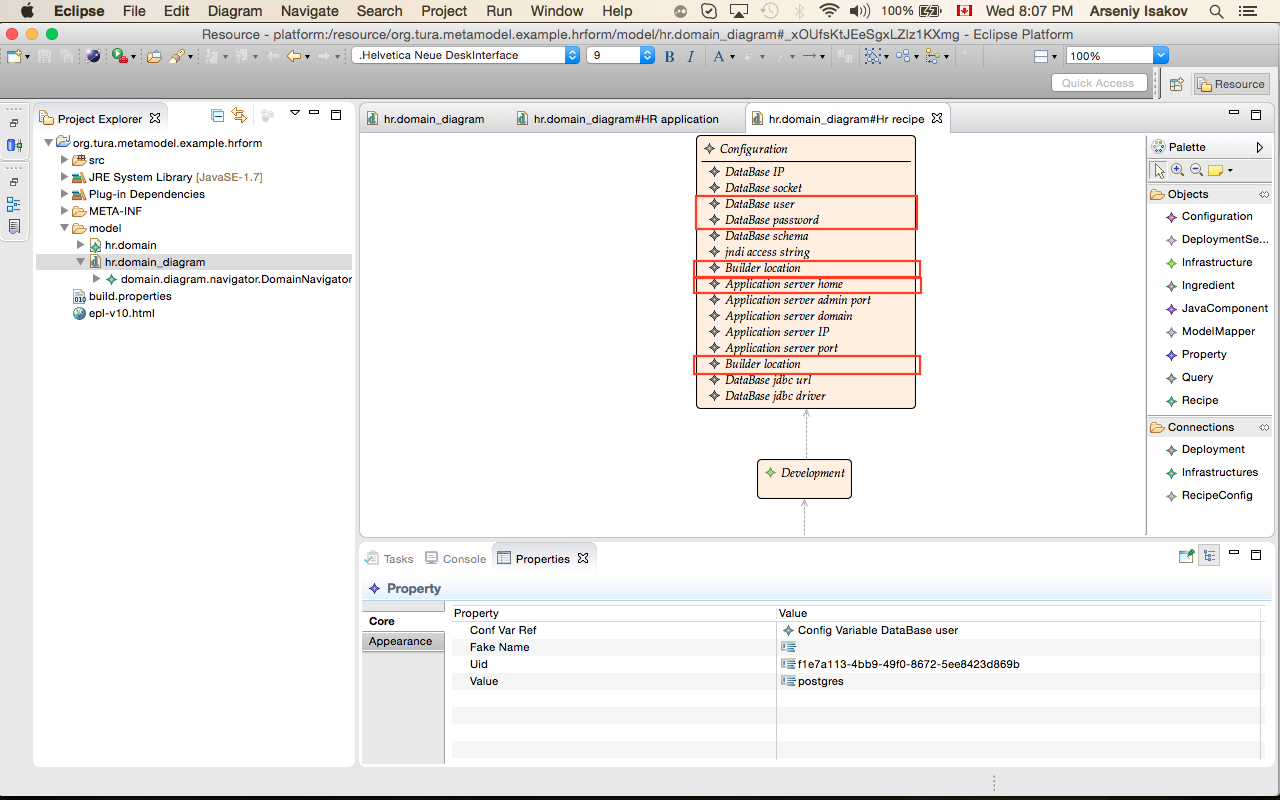 Eclipse File Edit Diagram Navigate Search Project Run Window Help 100% Wed 8:07 PM Arseniy Isakov
Resource - platform:/resource/org.tura.metamodel.example.hrform/model/hr.domain_diagram#_xOUfsKtJEeSgxLZlz1KXmg - Eclipse Platform
.Helvetica Neue DeskInterface 9 B I A 100%
Quick Access Resource
Project Explorer
org.tura.metamodel.example.hrform
src
JRE System Library [JavaSE-1.7]
Plug-in Dependencies
META-INF
model
hr.domain
hr.domain_diagram
domain.diagram.navigator.DomainNavigator
build.properties
010
epl-v10.html
hr.domain_diagram hr.domain_diagram#HR application hr.domain_diagram#Hr recipe
Configuration
DataBase IP
DataBase socket
DataBase user
DataBase password
DataBase schema
jndi access string
Builder location
Application server home
Application server admin port
Application server domain
Application server IP
Application server port
Builder location
DataBase jdbc url
DataBase jdbc driver
Development
Palette
Objects
Configuration
DeploymentSe...
Infrastructure
Ingredient
JavaComponent
ModelMapper
Property
Query
Recipe
Connections
Deployment
Infrastructures
RecipeConfig
Tasks Console Properties
Property
Core
Appearance
Property Value
Conf Var Ref Config Variable DataBase user
Fake Name
Uid f1e7a113-4bb9-49f0-8672-5ee8423d869b
Value postgres